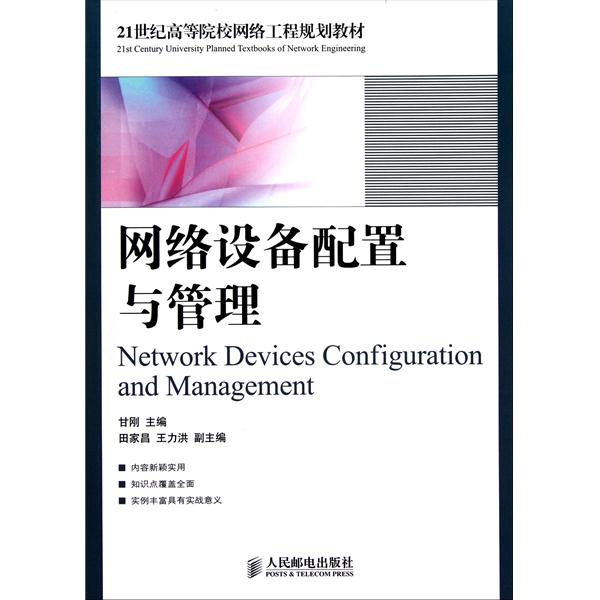 21世纪高等院校网络工程规划教材
21st Century University Planned Textbooks of Network Engineering
网络设备配置
与管理
Network Devices Configuration
and Management
甘刚 主编
田家昌 王力洪 副主编
■ 内容新颖实用
■ 知识点覆盖全面
■ 实例丰富具有实战意义
人民邮电出版社
POSTS & TELECOM PRESS